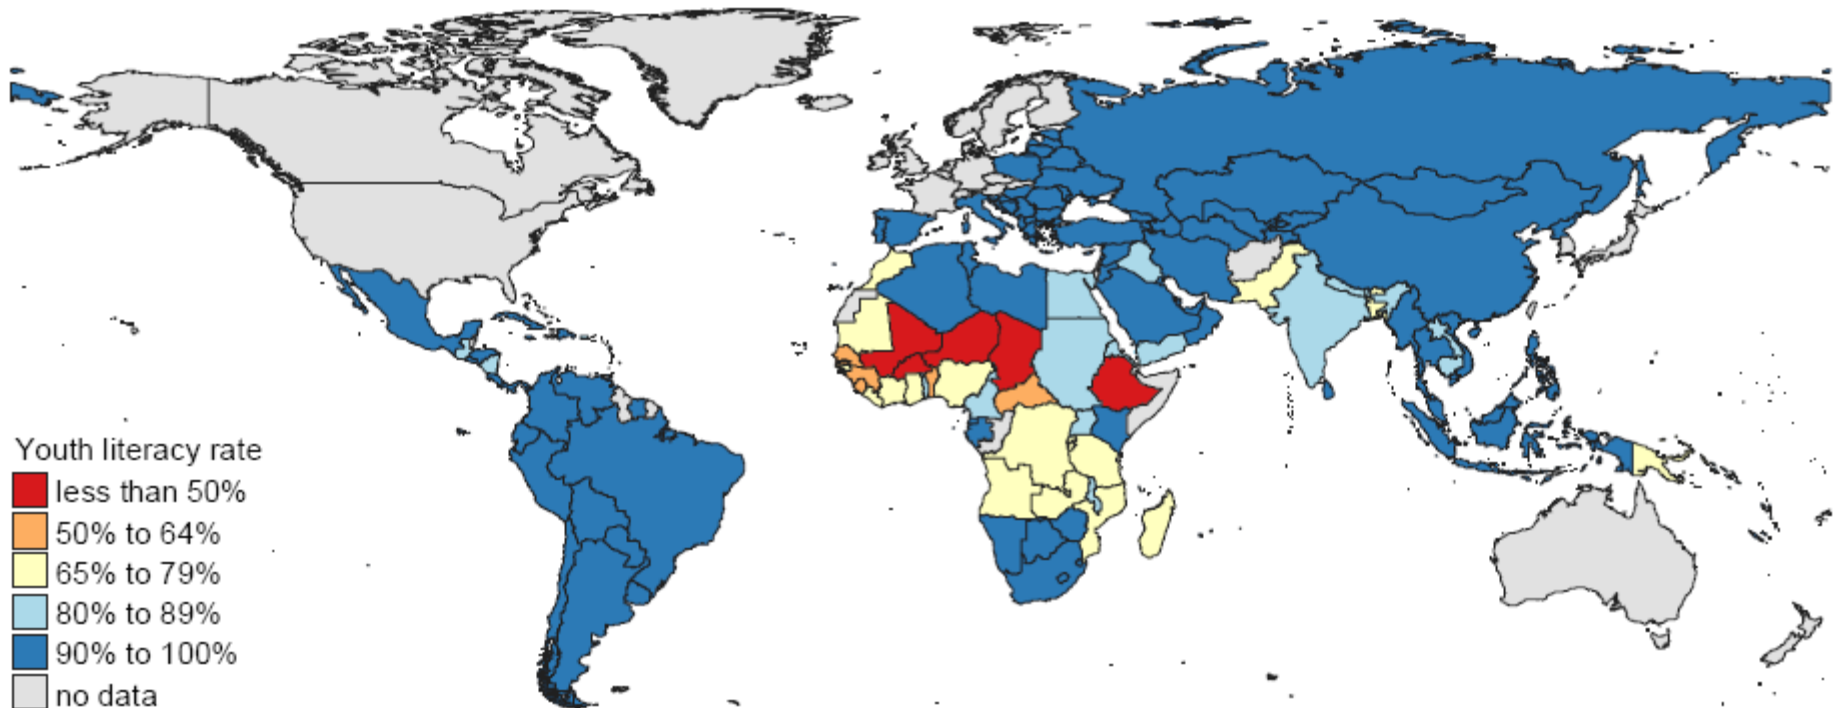 Youth literacy rate
less than 50%
50% to 64%
65% to 79%
80% to 89%
90% to 100%
no data